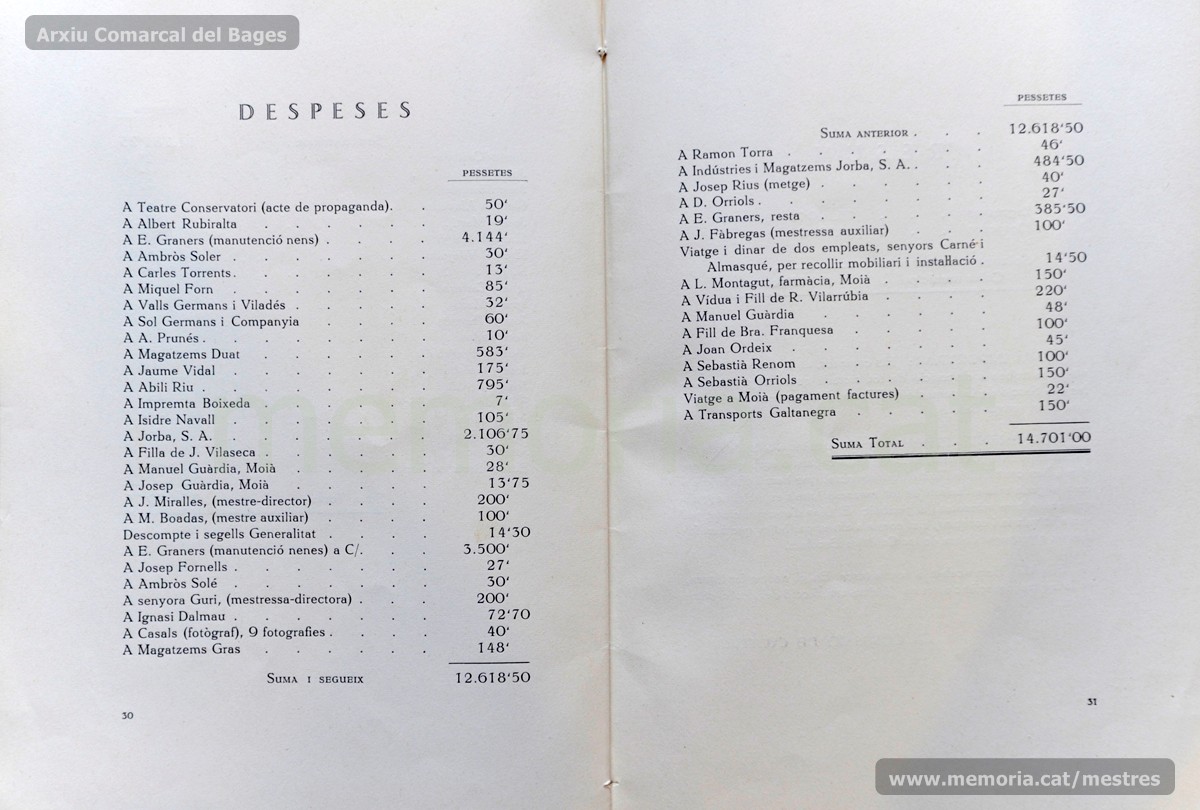 Arxiu Comarcal del Bages
DESPESES
PESSETES
A Teatre Conservatori (acte de propaganda). . 50'
A Albert Rubiralta . . . . . . 19'
A E. Graners (manutenció nens) . . . . 4.144'
A Ambròs Soler . . . . . . . 30'
A Carles Torrents. . . . . . . 13'
A Miquel Forn . . . . . . . 85'
A Valls Germans i Viladés . . . . . 32'
A Sol Germans i Companyia . . . . 60'
A A. Prunés . . . . . . . . 10'
A Magatzems Duat . . . . . . 583'
A Jaume Vidal . . . . . . . 175'
A Abili Riu . . . . . . . . 795'
A Impremta Boixeda . . . . . . 7'
A Isidre Navall . . . . . . . 105'
A Jorba, S. A. . . . . . . . 2.106'75
A Filla de J. Vilaseca . . . . . . 30'
A Manuel Guàrdia, Moià . . . . . 28'
A Josep Guàrdia, Moià . . . . . 13'75
A J. Miralles, (mestre-director) . . . . 200'
A M. Boadas, (mestre auxiliar) . . . . 100'
Descompte i segells Generalitat . . . . 14'30
A E. Graners (manutenció nenes) a C/. . . . 3.500'
A Josep Fornells . . . . . . . 27'
A Ambròs Solé . . . . . . . 30'
A senyora Guri, (mestressa-directora) . . . 200'
A Ignasi Dalmau . . . . . . . 72'70
A Casals (fotògraf), 9 fotografies . . . . 40'
A Magatzems Gras . . . . . . 148'
SUMA I SEGUEIX 12.618'50
30
PESSETES
SUMA ANTERIOR . . . 12.618'50
A Ramon Torra . . . . . . . 46'
A Indústries i Magatzems Jorba, S. A. . . . 484'50
A Josep Rius (metge) . . . . . . 40'
A D. Orriols . . . . . . . . 27'
A E. Graners, resta . . . . . . 385'50
A J. Fàbregas (mestressa auxiliar) . . . . 100'
Viatge i dinar de dos empleats, senyors Carné i
Almasqué, per recollir mobiliari i instal·lació . 14'50
A L. Montagut, farmàcia, Moià . . . . 150'
A Vídua i Fill de R. Vilarrúbia . . . . 220'
A Manuel Guàrdia . . . . . . 48'
A Fill de Bra. Franquesa . . . . . 100'
A Joan Ordeix . . . . . . . 45'
A Sebastià Renom . . . . . . 100'
A Sebastià Orriols . . . . . . 150'
Viatge a Moià (pagament factures) . . . 22'
A Transports Galtanegra . . . . . 150'
SUMA TOTAL . . . 14.701'00
31
memoria.cat
www.memoria.cat/mestres